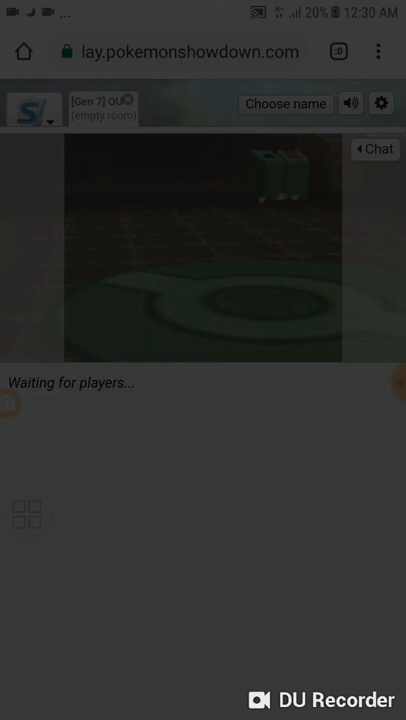 ... 20% 12:30 AM
lay.pokemonshowdown.com :D
[Gen 7] OU
(empty room)
Choose name
Chat
Waiting for players...
DU Recorder